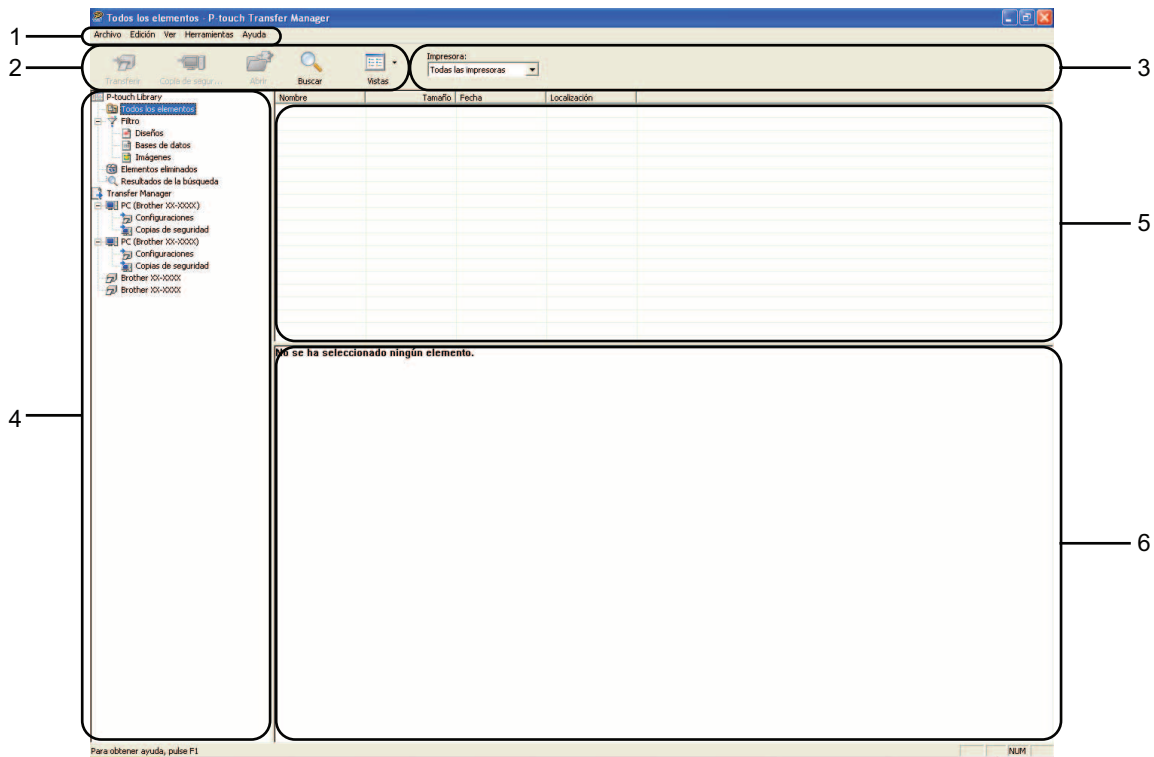 Todos los elementos - P-touch Transfer Manager
1
Archivo Edición Ver Herramientas Ayuda
2
Transferir Copia de segur... Abrir Buscar Vistas
Impresora:
Todas las impresoras
3
P-touch Library
Todos los elementos
Filtro
Diseños
Bases de datos
Imágenes
Elementos eliminados
Resultados de la búsqueda
Transfer Manager
PC (Brother XX-XXXX)
Configuraciones
Copias de seguridad
PC (Brother XX-XXXX)
Configuraciones
Copias de seguridad
Brother XX-XXXX
Brother XX-XXXX
4
Nombre Tamaño Fecha Localización
5
No se ha seleccionado ningún elemento.
6
Para obtener ayuda, pulse F1
NUM